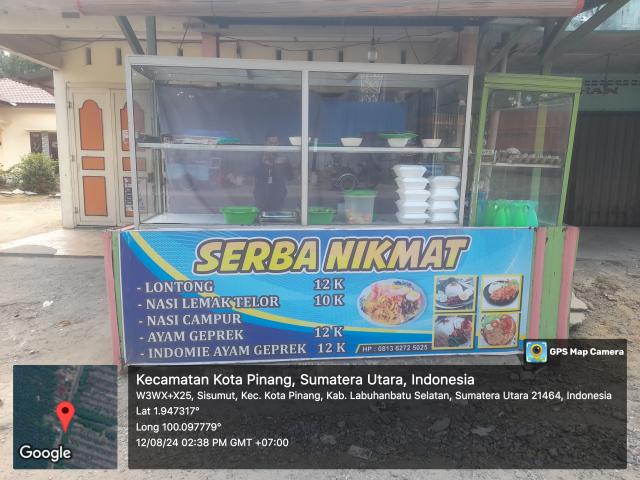 SERBA NIKMAT
- LONTONG 12 K
- NASI LEMAK TELOR 10 K
- NASI CAMPUR
- AYAM GEPREK 12 K
- INDOMIE AYAM GEPREK 12 K
HP : 0813 6272 5025
GPS Map Camera
Kecamatan Kota Pinang, Sumatera Utara, Indonesia
W3WX+X25, Sisumut, Kec. Kota Pinang, Kab. Labuhanbatu Selatan, Sumatera Utara 21464, Indonesia
Lat 1.947317°
Long 100.097779°
12/08/24 02:38 PM GMT +07:00
Google